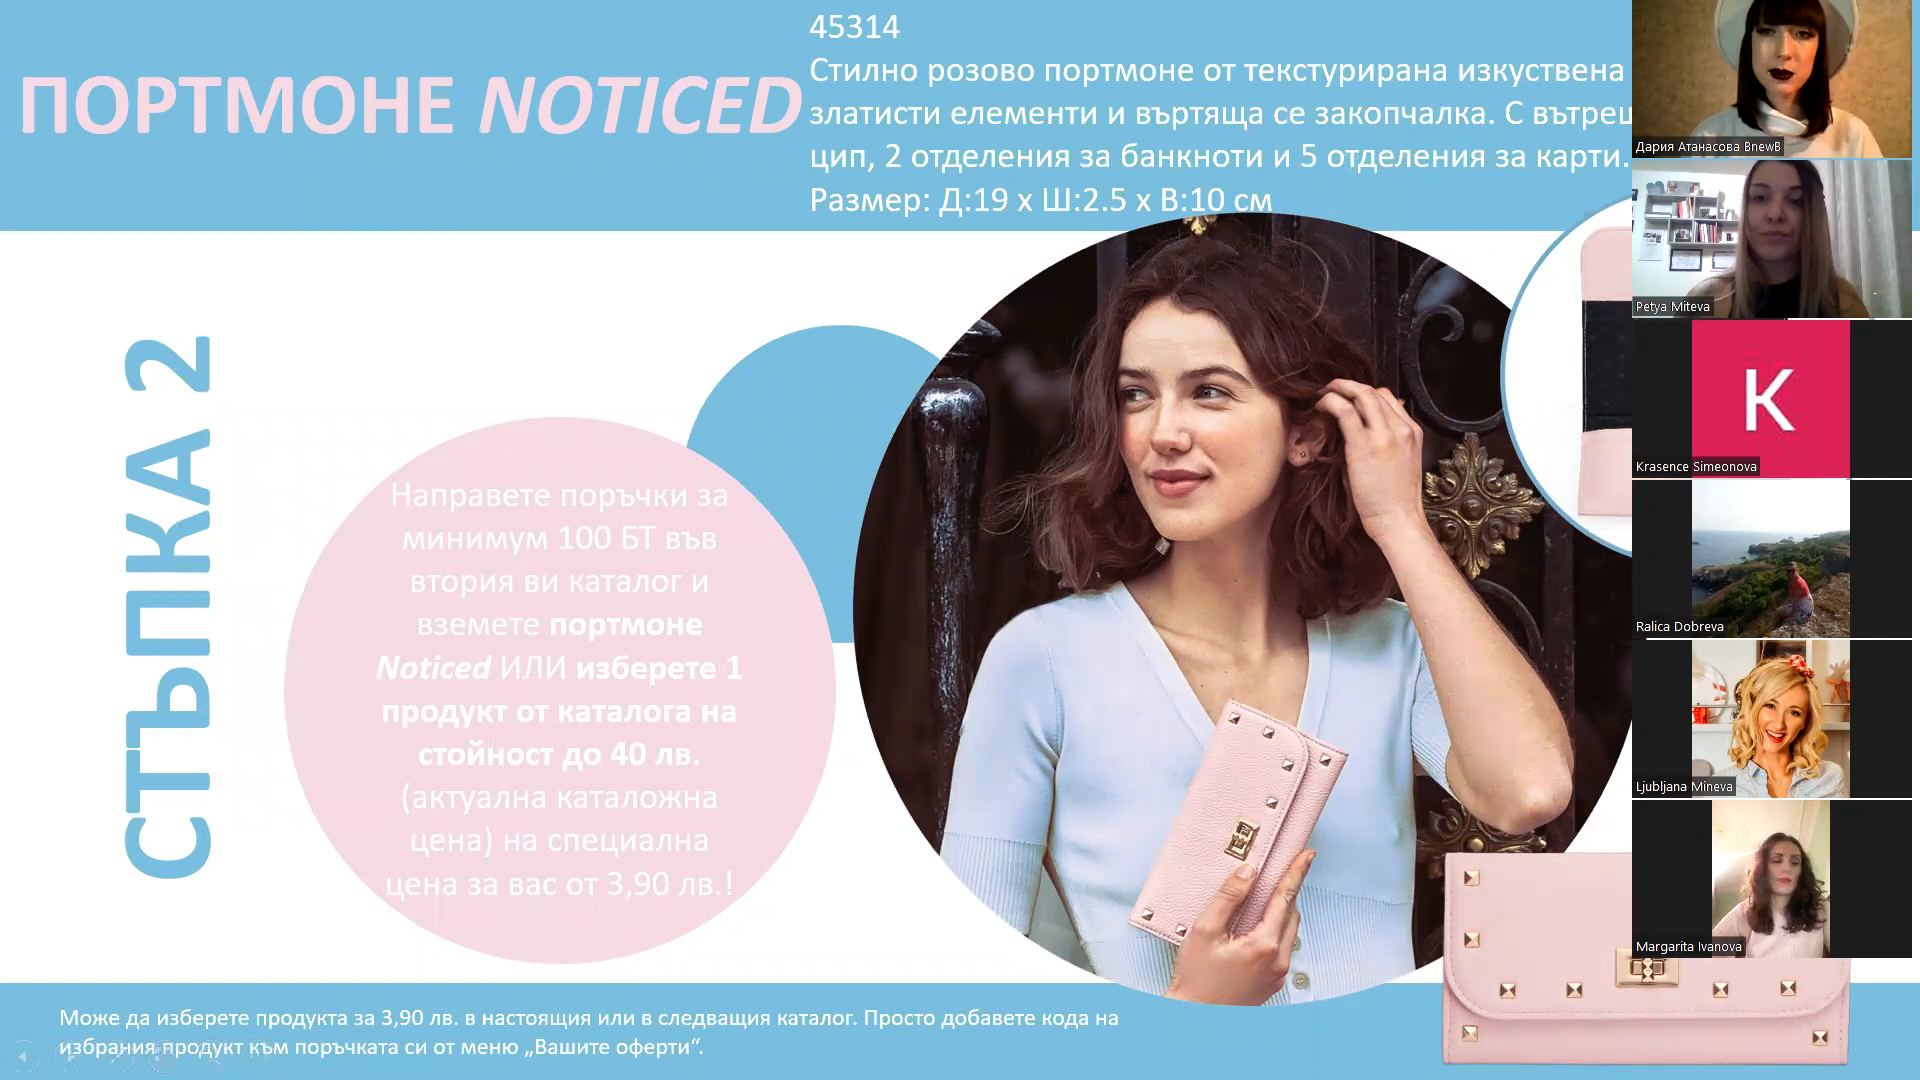 45314
Стилно розово портмоне от текстурирана изкуствена
ПОРТМОНЕ NOTICED
златисти елементи и въртяща се закопчалка. С
цип, 2 отделения за банкноти и 5 отделения за карти.
Размер: Д:19 x Ш:2.5 x В:10 см
СТЪПКА 2
Направете поръчки за
минимум 100 БТ във
втория ви каталог и
вземете портмоне
Noticed ИЛИ изберете 1
продукт от каталога на
стойност до 40 лв.
(актуална каталожна
цена) на специална
цена за вас от 3,90 лв.!
Може да изберете продукта за 3,90 лв. в настоящия или в следващия каталог. Просто добавете кода на
избрания продукт към поръчката си от меню „Вашите оферти“.
Дария Атанасова BnewB
Petya Miteva
K
Krasence Simeonova
Ralica Dobreva
Ljubljana Mineva
Margarita Ivanova